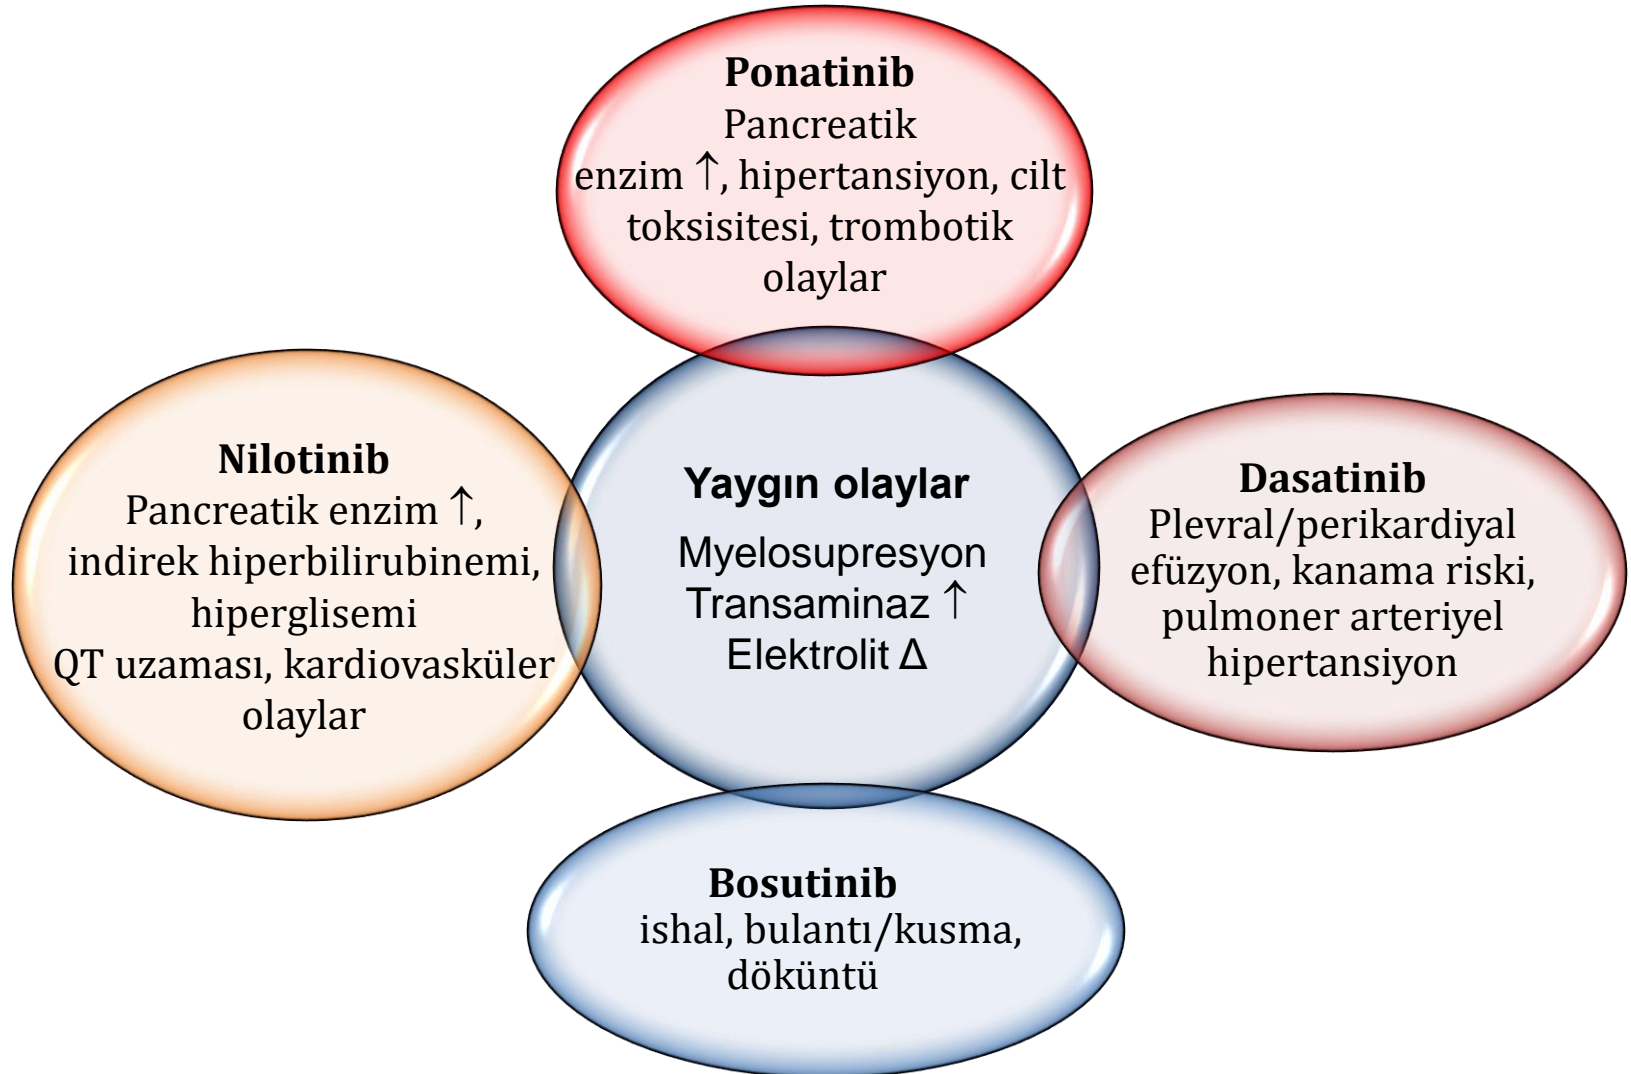 Ponatinib
Pancreatik
enzim ↑, hipertansiyon, cilt
toksisitesi, trombotik
olaylar
Nilotinib
Pancreatik enzim ↑,
indirek hiperbilirubinemi,
hiperglisemi
QT uzaması, kardiovasküler
olaylar
Yaygın olaylar
Myelosupresyon
Transaminaz ↑
Elektrolit Δ
Dasatinib
Plevral/perikardiyal
efüzyon, kanama riski,
pulmoner arteriyel
hipertansiyon
Bosutinib
ishal, bulantı/kusma,
döküntü